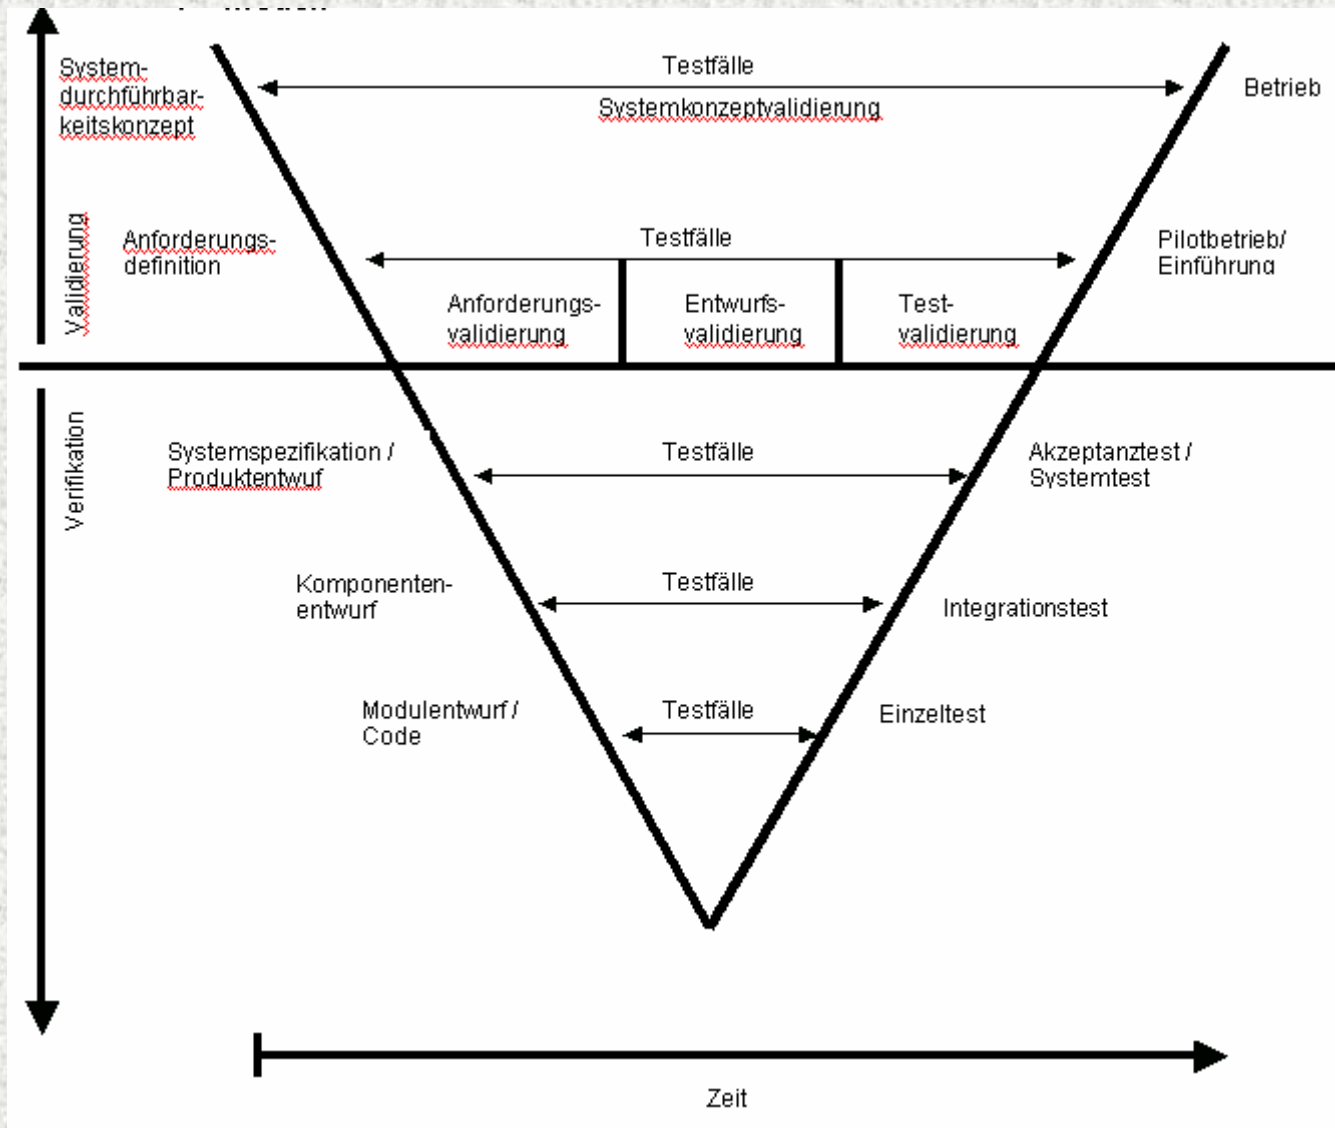 System-
durchführbar-
keitskonzept
Testfälle
Systemkonzeptvalidierung
Betrieb
Validierung
Anforderungs-
definition
Testfälle
Pilotbetrieb/
Einführung
Anforderungs-
validierung
Entwurfs-
validierung
Test-
validierung
Verifikation
Systemspezifikation /
Produktentwuf
Testfälle
Akzeptanztest /
Systemtest
Komponenten-
entwurf
Testfälle
Integrationstest
Modulentwurf /
Code
Testfälle
Einzeltest
Zeit